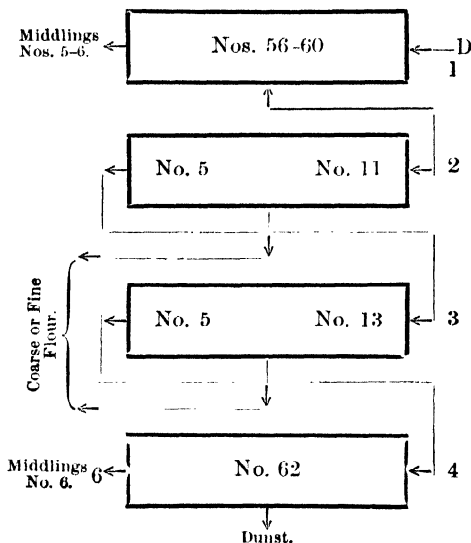 Middlings
Nos. 5-6.
Nos. 56-60
D
1
No. 5
No. 11
2
Coarse or Fine
Flour.
No. 5
No. 13
3
Middlings
No. 6.
6
No. 62
4
Dunst.